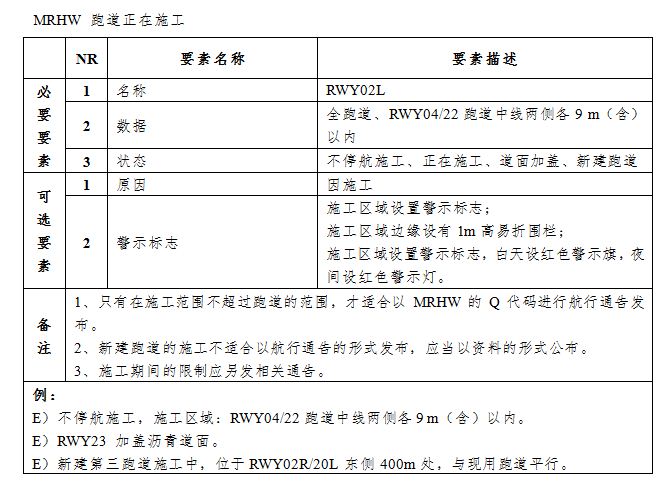 MRHW 跑道正在施工
NR 要素名称 要素描述
必要要素
1 名称 RWY02L
2 数据 全跑道、RWY04/22 跑道中线两侧各 9 m（含）
以内
3 状态 不停航施工、正在施工、道面加盖、新建跑道
可选要素
1 原因 因施工
2 警示标志 施工区域设置警示标志；
施工区域边缘设有 1m 高易折围栏；
施工区域设置警示标志，白天设红色警示旗，夜
间设红色警示灯。
备注
1、只有在施工范围不超过跑道的范围，才适合以 MRHW 的 Q 代码进行航行通告发
布。
2、新建跑道的施工不适合以航行通告的形式发布，应当以资料的形式公布。
3、施工期间的限制应另发相关通告。
例：
E）不停航施工，施工区域：RWY04/22 跑道中线两侧各 9 m（含）以内。
E）RWY23 加盖沥青道面。
E）新建第三跑道施工中，位于 RWY02R/20L 东侧 400m 处，与现用跑道平行。